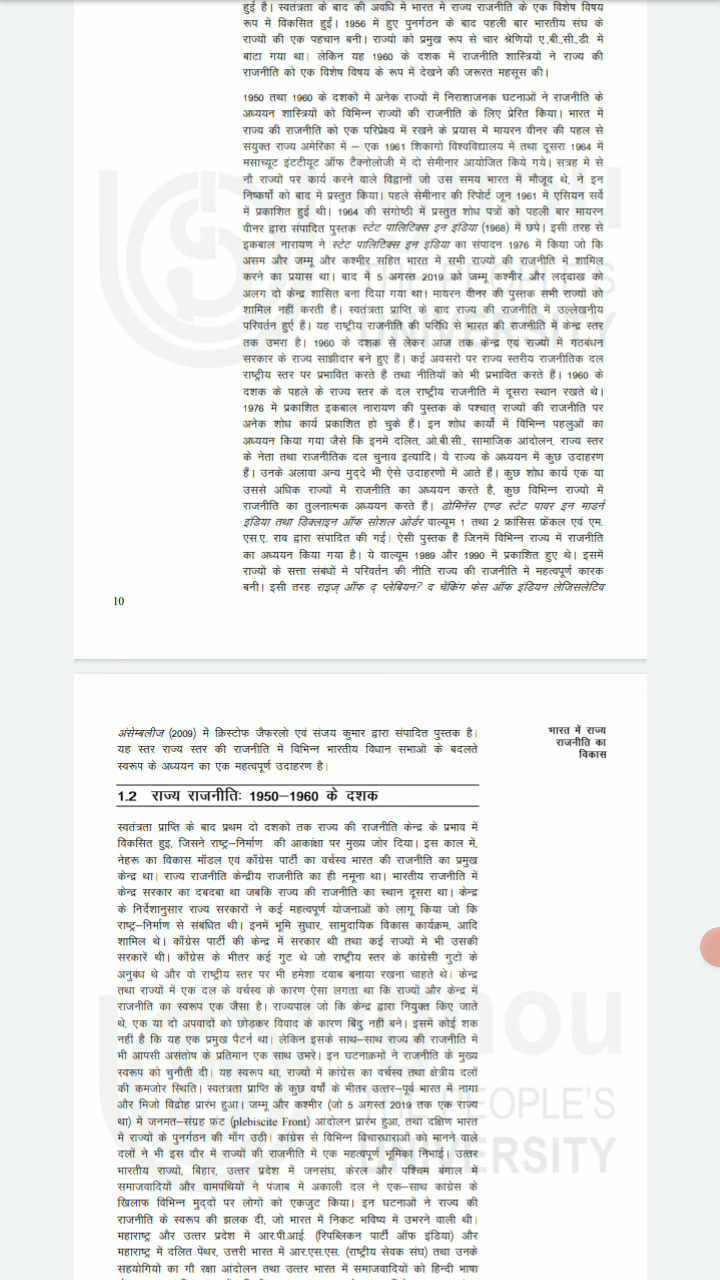 हुई है। स्वतंत्रता के बाद की अवधि में भारत में राज्य राजनीति के एक विशेष विषय
रूप में विकसित हुई। 1956 में हुए पुनर्गठन के बाद पहली बार भारतीय संघ के
राज्यों की एक पहचान बनी। राज्यो को प्रमुख रूप से चार श्रेणियों ए.,बी.,सी.,डी. में
बांटा गया था। लेकिन यह 1960 के दशक में राजनीति शास्त्रियों ने राज्य की
राजनीति को एक विशेष विषय के रूप में देखने की जरूरत महसूस की।
1950 तथा 1960 के दशको में अनेक राज्यों में निराशाजनक घटनाओं ने राजनीति के
अध्ययन शास्त्रियों को विभिन्न राज्यों की राजनीति के लिए प्रेरित किया। भारत में
राज्य की राजनीति को एक परिप्रेक्ष्य में रखने के प्रयास में मायरन वीनर की पहल से
संयुक्त राज्य अमेरिका में – एक 1961 शिकागो विश्वविद्यालय में तथा दूसरा 1964 में
मसाच्यूट इंटटीयूट ऑफ टैक्नोलोजी में दो सेमीनार आयोजित किये गये। सत्रह में से
नौ राज्यों पर कार्य करने वाले विद्वानों जो उस समय भारत में मौजूद थे, ने इन
निष्कर्षो को बाद में प्रस्तुत किया। पहले सेमीनार की रिपोर्ट जून 1961 में एसियन सर्वे
में प्रकाशित हुई थी। 1964 की संगोष्ठी में प्रस्तुत शोध पत्रों को पहली बार मायरन
वीनर द्वारा संपादित पुस्तक स्टेट पालिटिक्स इन इंडिया (1968) में छपे। इसी तरह से
इकबाल नारायण ने स्टेट पालिटिक्स इन इंडिया का संपादन 1976 में किया जो कि
असम और जम्मू और कश्मीर सहित भारत में सभी राज्यों की राजनीति में शामिल
करने का प्रयास था। बाद में 5 अगस्त 2019 को जम्मू कश्मीर और लद्दाख को
अलग दो केन्द्र शासित बना दिया गया था। मायरन वीनर की पुस्तक सभी राज्यों को
शामिल नहीं करती है। स्वतंत्रता प्राप्ति के बाद राज्य की राजनीति में उल्लेखनीय
परिवर्तन हुए हैं। यह राष्ट्रीय राजनीति की परिधि से भारत की राजनीति में केन्द्र स्तर
तक उभरा है। 1960 के दशक से लेकर आज तक केन्द्र एवं राज्यो में गठबंधन
सरकार के राज्य साझीदार बने हुए हैं। कई अवसरो पर राज्य स्तरीय राजनीतिक दल
राष्ट्रीय स्तर पर प्रभावित करते है तथा नीतियों को भी प्रभावित करते हैं। 1960 के
दशक के पहले के राज्य स्तर के दल राष्ट्रीय राजनीति में दूसरा स्थान रखते थे।
1976 में प्रकाशित इकबाल नारायण की पुस्तक के पश्चात् राज्यों की राजनीति पर
अनेक शोध कार्य प्रकाशित हो चुके हैं। इन शोध कार्यो में विभिन्न पहलुओं का
अध्ययन किया गया जैसे कि इनमें दलित, ओ.बी.सी., सामाजिक आंदोलन, राज्य स्तर
के नेता तथा राजनीतिक दल चुनाव इत्यादि। ये राज्य के अध्ययन में कुछ उदाहरण
हैं। उनके अलावा अन्य मुद्दे भी ऐसे उदाहरणो में आते हैं। कुछ शोध कार्य एक या
उससे अधिक राज्यों में राजनीति का अध्ययन करते है, कुछ विभिन्न राज्यो में
राजनीति का तुलनात्मक अध्ययन करते हैं। डोमिनेंस एण्ड स्टेट पावर इन मार्डन
इंडिया तथा डिक्लाइन ऑफ सोशल ओर्डर वाल्यूम 1 तथा 2 फ्रांसिस फ्रेंकल एवं एम.
एस.ए. राव द्वारा संपादित की गई। ऐसी पुस्तक है जिनमें विभिन्न राज्य में राजनीति
का अध्ययन किया गया है। ये वाल्यूम 1989 और 1990 में प्रकाशित हुए थे। इसमें
राज्यों के सत्ता संबंधों में परिवर्तन की नीति राज्य की राजनीति में महत्वपूर्ण कारक
बनी। इसी तरह राइज् ऑफ द् प्लेबियन? द चेंकिंग फेस ऑफ इंडियन लेजिसलेटिव
10
अंसेम्बलीज (2009) में क्रिस्टोफ जैफरलो एवं संजय कुमार द्वारा संपादित पुस्तक है।
यह स्तर राज्य स्तर की राजनीति में विभिन्न भारतीय विधान सभाओं के बदलते
स्वरूप के अध्ययन का एक महत्वपूर्ण उदाहरण है।
भारत में राज्य
राजनीति का
विकास
1.2 राज्य राजनीतिः 1950–1960 के दशक
स्वतंत्रता प्राप्ति के बाद प्रथम दो दशकों तक राज्य की राजनीति केन्द्र के प्रभाव में
विकसित हुइ, जिसने राष्ट्र–निर्माण की आकांक्षा पर मुख्य जोर दिया। इस काल में,
नेहरू का विकास मॉडल एवं काँग्रेस पार्टी का वर्चस्व भारत की राजनीति का प्रमुख
केन्द्र था। राज्य राजनीति केन्द्रीय राजनीति का ही नमूना था। भारतीय राजनीति में
केन्द्र सरकार का दबदबा था जबकि राज्य की राजनीति का स्थान दूसरा था। केन्द्र
के निर्देशानुसार राज्य सरकारों ने कई महत्वपूर्ण योजनाओं को लागू किया जो कि
राष्ट्र–निर्माण से संबंधित थी। इनमें भूमि सुधार, सामुदायिक विकास कार्यक्रम, आदि
शामिल थे। काँग्रेस पार्टी की केन्द्र में सरकार थी तथा कई राज्यों में भी उसकी
सरकारें थी। काँग्रेस के भीतर कई गुट थे जो राष्ट्रीय स्तर के कांग्रेसी गुटों के
अनुबंध थे और वो राष्ट्रीय स्तर पर भी हमेशा दवाब बनाया रखना चाहते थे। केन्द्र
तथा राज्यों में एक दल के वर्चस्व के कारण ऐसा लगता था कि राज्यों और केन्द्र में
राजनीति का स्वरूप एक जैसा है। राज्यपाल जो कि केन्द्र द्वारा नियुक्त किए जाते
थे, एक या दो अपवादों को छोडकर विवाद के कारण बिंदु नही बने। इसमें कोई शक
नहीं है कि यह एक प्रमुख पैटर्न था। लेकिन इसके साथ–साथ राज्य की राजनीति में
भी आपसी असंतोष के प्रतिमान एक साथ उभरे। इन घटनाक्रमों ने राजनीति के मुख्य
स्वरूप को चुनौती दी। यह स्वरूप था, राज्यों में कांग्रेस का वर्चस्व तथा क्षेत्रीय दलों
की कमजोर स्थिति। स्वतंत्रता प्राप्ति के कुछ वर्षों के भीतर उत्तर–पूर्व भारत में नागा
और मिजो विद्रोह प्रारंभ हुआ। जम्मू और कश्मीर (जो 5 अगस्त 2019 तक एक राज्य
था) में जनमत–संग्रह फ्रंट (plebiscite Front) आंदोलन प्रारंभ हुआ, तथा दक्षिण भारत
में राज्यों के पुनर्गठन की माँग उठी। कांग्रेस से विभिन्न विचारधाराओं को मानने वाले
दलों ने भी इस दौर में राज्यों की राजनीति में एक महत्वपूर्ण भूमिका निभाई। उत्तर
भारतीय राज्यों, बिहार, उत्तर प्रदेश में जनसंघ, केरल और पश्चिम बंगाल में
समाजवादियों और वामपंथियों ने पंजाब में अकाली दल ने एक–साथ कांग्रेस के
खिलाफ विभिन्न मुद्दों पर लोगो को एकजुट किया। इन घटनाओ ने राज्य की
राजनीति के स्वरूप की झलक दी, जो भारत में निकट भविष्य में उभरने वाली थी।
महाराष्ट्र और उत्तर प्रदेश में आर.पी.आई. (रिपब्लिकन पार्टी ऑफ इंडिया) और
महाराष्ट्र में दलित पेंथर, उत्तरी भारत में आर.एस.एस. (राष्ट्रीय सेवक संघ) तथा उनके
सहयोगियों का गौ रक्षा आंदोलन तथा उत्तर भारत में समाजवादियों को हिन्दी भाषा